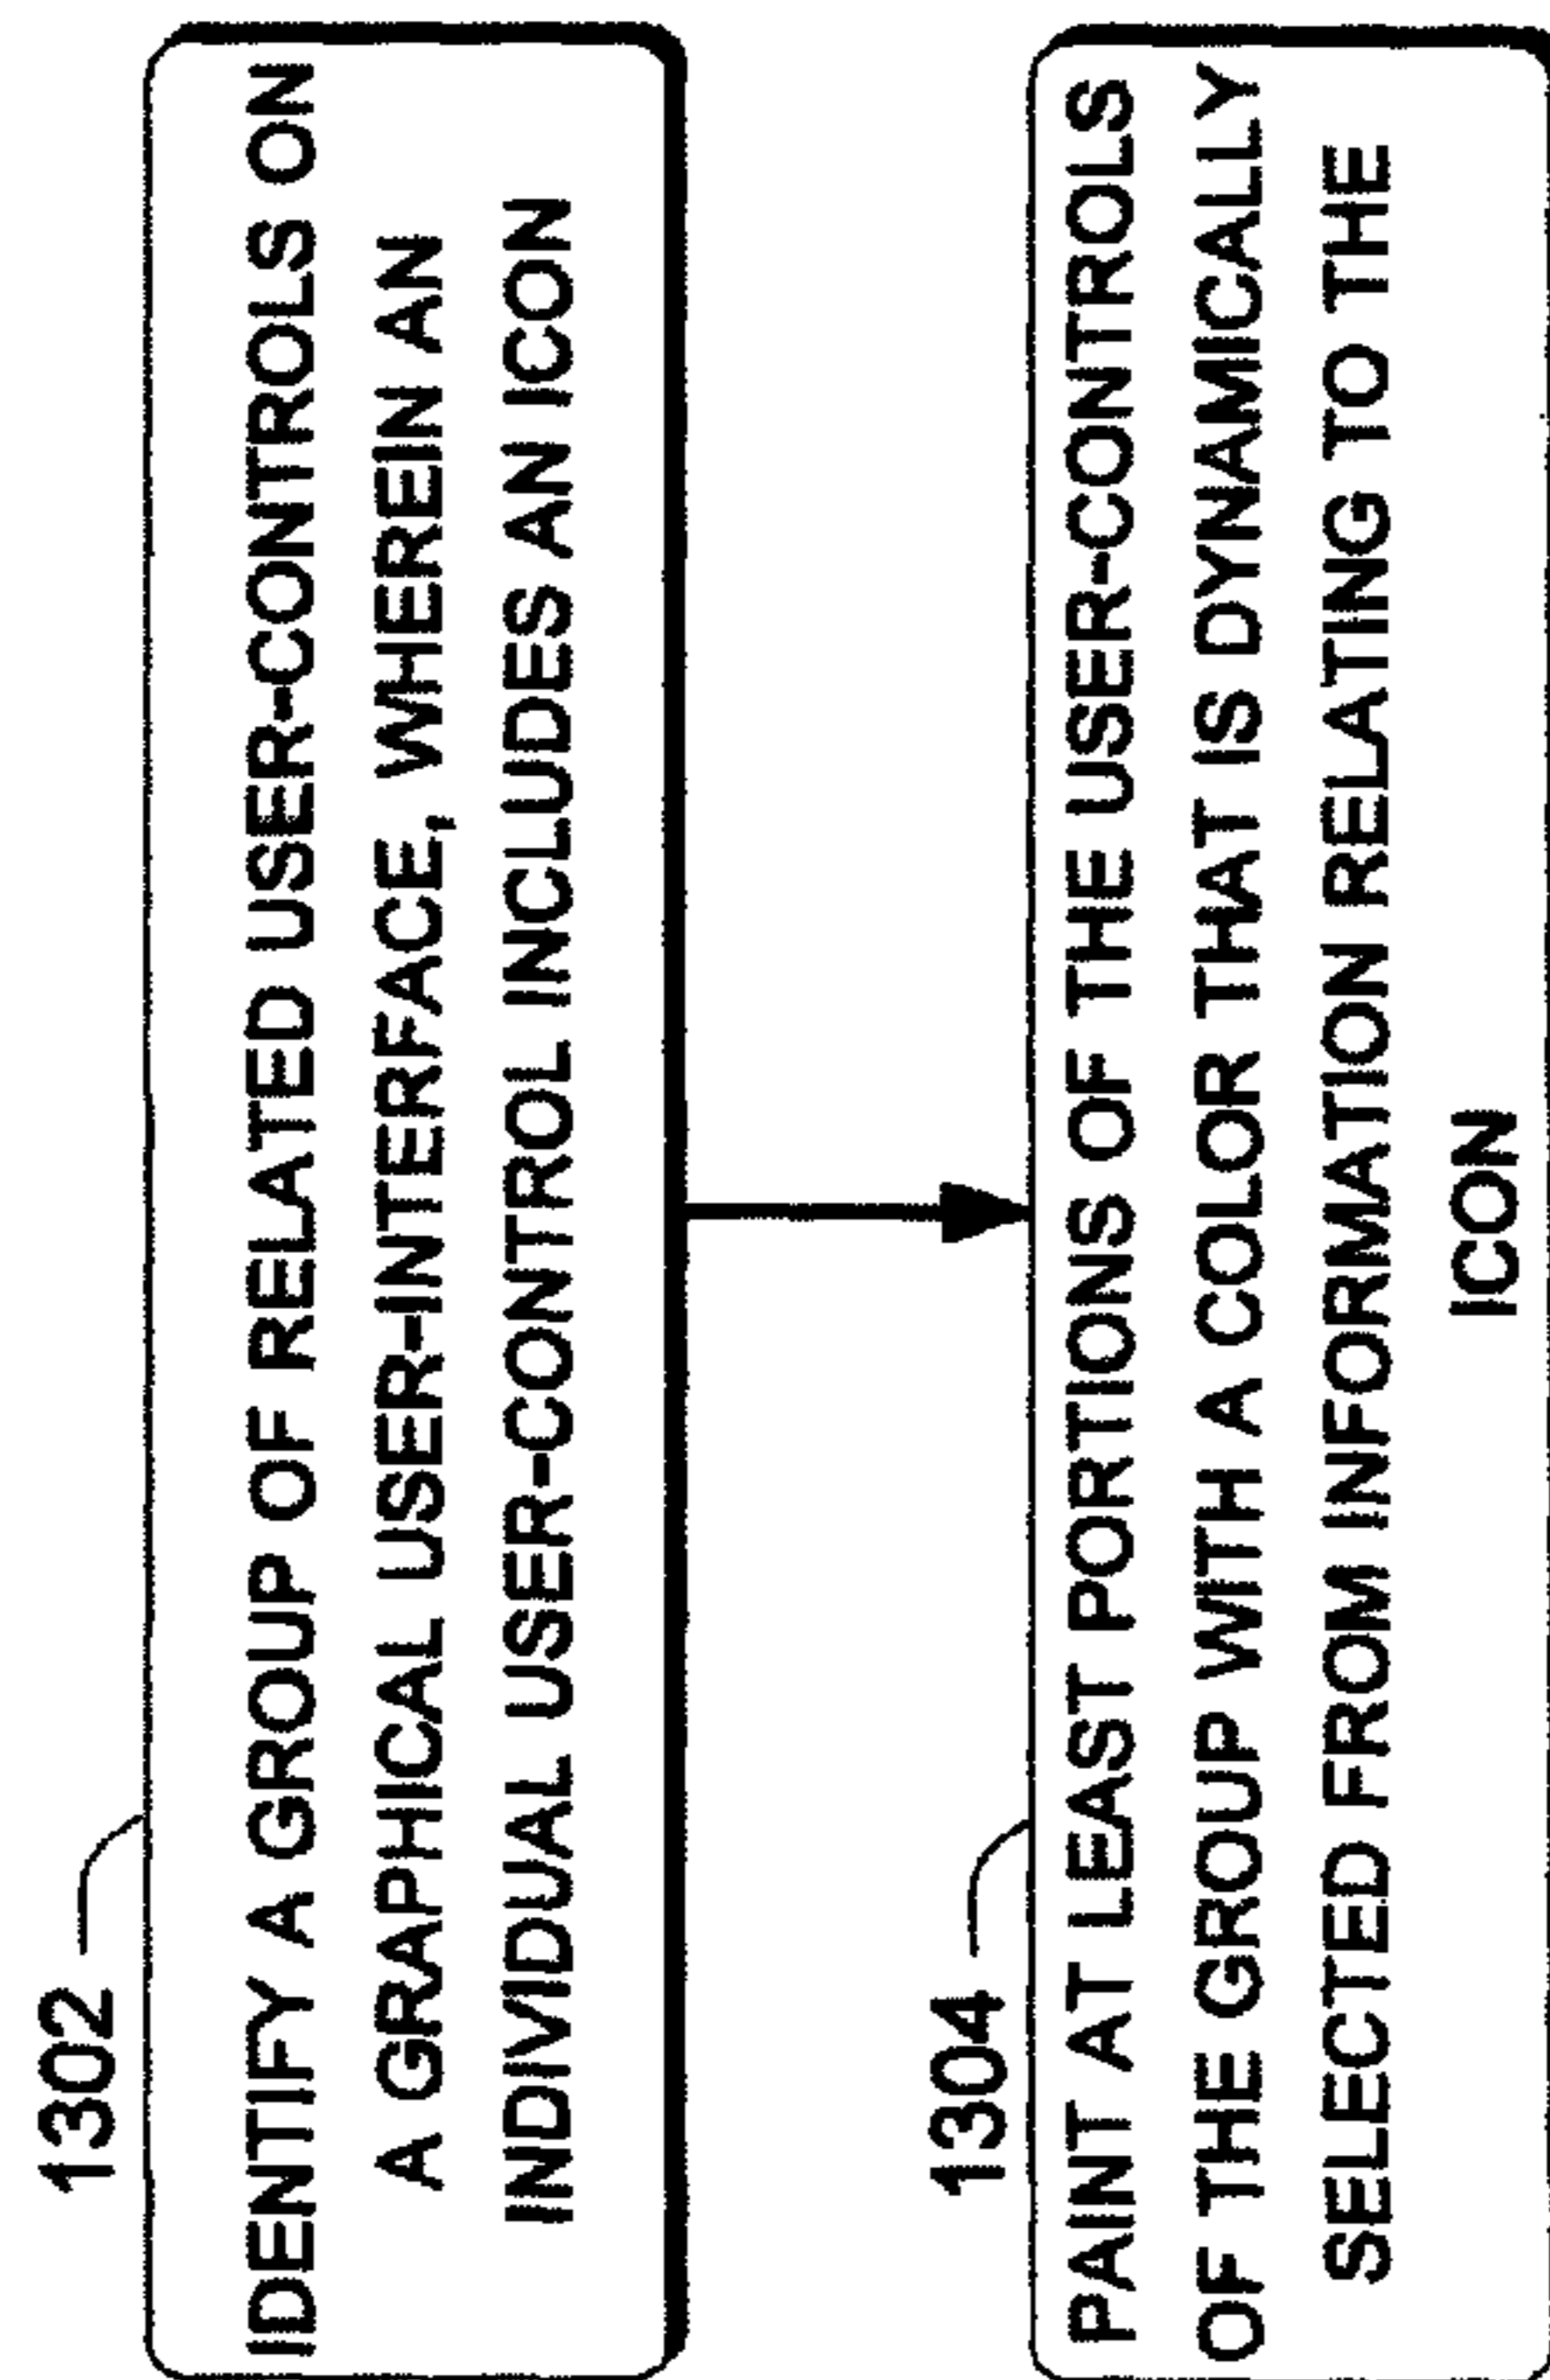 1302
IDENTIFY A GROUP OF RELATED USER-CONTROLS ON
A GRAPHICAL USER-INTERFACE, WHEREIN AN
INDIVIDUAL USER-CONTROL INCLUDES AN ICON
1304
PAINT AT LEAST PORTIONS OF THE USER-CONTROLS
OF THE GROUP WITH A COLOR THAT IS DYNAMICALLY
SELECTED FROM INFORMATION RELATING TO THE
ICON